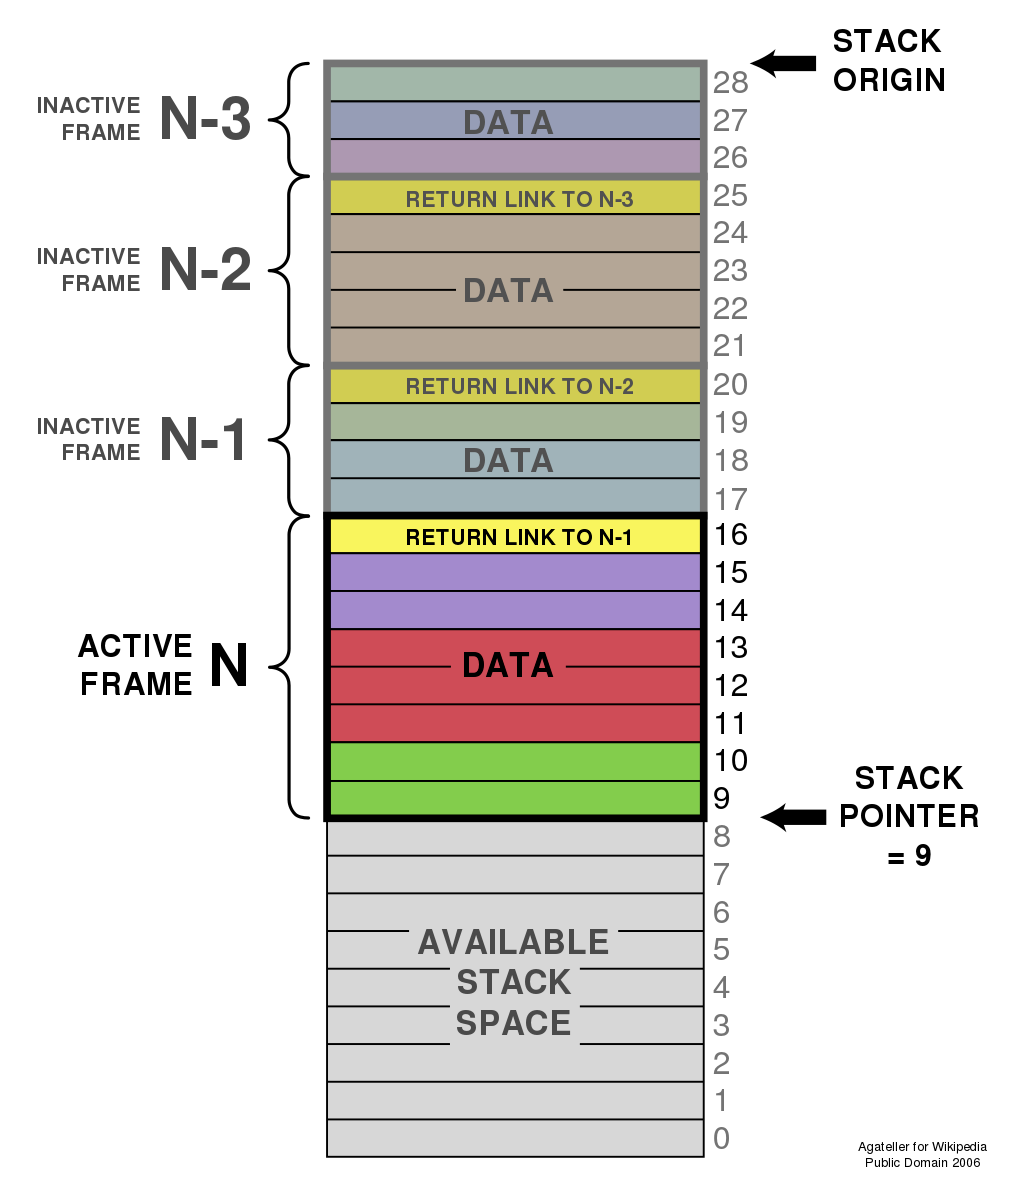 STACK
ORIGIN
28
INACTIVE
FRAME
N-3
DATA
27
26
RETURN LINK TO N-3
25
24
INACTIVE
FRAME
N-2
23
DATA
22
21
RETURN LINK TO N-2
20
19
INACTIVE
FRAME
N-1
DATA
18
17
RETURN LINK TO N-1
16
15
14
ACTIVE
FRAME
N
DATA
13
12
11
10
9
STACK
POINTER
= 9
8
7
6
AVAILABLE
STACK
SPACE
5
4
3
2
1
0
Agateller for Wikipedia
Public Domain 2006